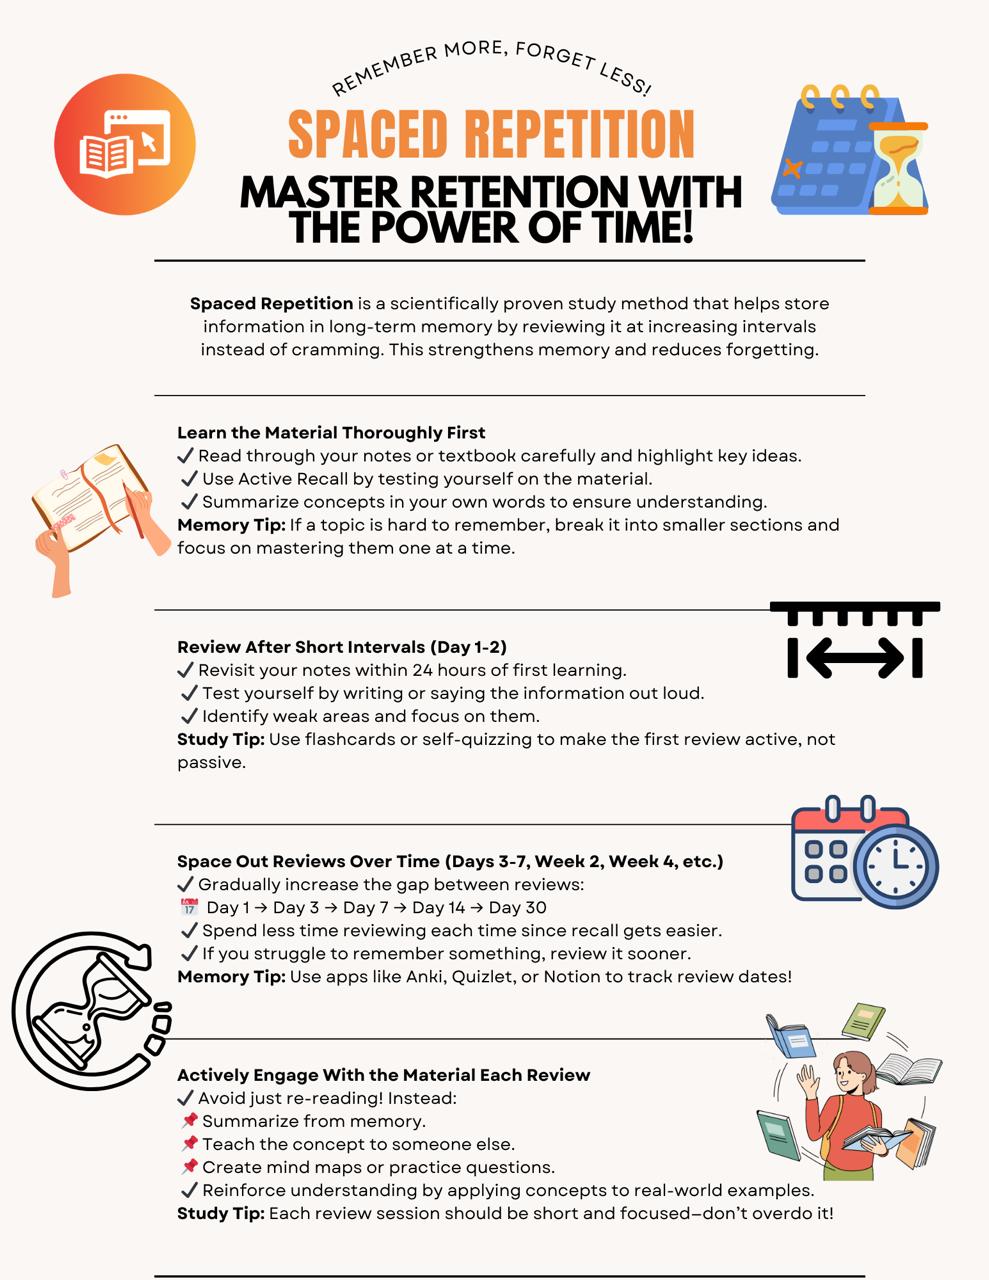 REMEMBER MORE, FORGET LESS!
SPACED REPETITION
MASTER RETENTION WITH
THE POWER OF TIME!
Spaced Repetition is a scientifically proven study method that helps store
information in long-term memory by reviewing it at increasing intervals
instead of cramming. This strengthens memory and reduces forgetting.
Learn the Material Thoroughly First
✓ Read through your notes or textbook carefully and highlight key ideas.
✓ Use Active Recall by testing yourself on the material.
✓ Summarize concepts in your own words to ensure understanding.
Memory Tip: If a topic is hard to remember, break it into smaller sections and
focus on mastering them one at a time.
Review After Short Intervals (Day 1-2)
✓ Revisit your notes within 24 hours of first learning.
✓ Test yourself by writing or saying the information out loud.
✓ Identify weak areas and focus on them.
Study Tip: Use flashcards or self-quizzing to make the first review active, not
passive.
Space Out Reviews Over Time (Days 3-7, Week 2, Week 4, etc.)
✓ Gradually increase the gap between reviews:
📅 Day 1 → Day 3 → Day 7 → Day 14 → Day 30
✓ Spend less time reviewing each time since recall gets easier.
✓ If you struggle to remember something, review it sooner.
Memory Tip: Use apps like Anki, Quizlet, or Notion to track review dates!
Actively Engage With the Material Each Review
✓ Avoid just re-reading! Instead:
📌 Summarize from memory.
📌 Teach the concept to someone else.
📌 Create mind maps or practice questions.
✓ Reinforce understanding by applying concepts to real-world examples.
Study Tip: Each review session should be short and focused—don't overdo it!